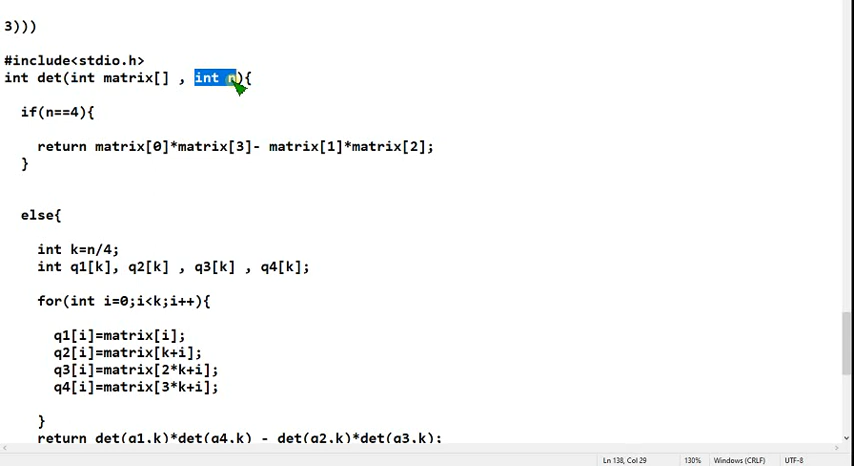 3)))
#include<stdio.h>
int det(int matrix[] , int n){
if(n==4){
return matrix[0]*matrix[3]- matrix[1]*matrix[2];
}
else{
int k=n/4;
int q1[k], q2[k] , q3[k] , q4[k];
for(int i=0;i<k;i++){
q1[i]=matrix[i];
q2[i]=matrix[k+i];
q3[i]=matrix[2*k+i];
q4[i]=matrix[3*k+i];
}
return det(q1,k)*det(q4,k) - det(q2,k)*det(q3,k);
Ln 138, Col 29 130% Windows (CRLF) UTF-8